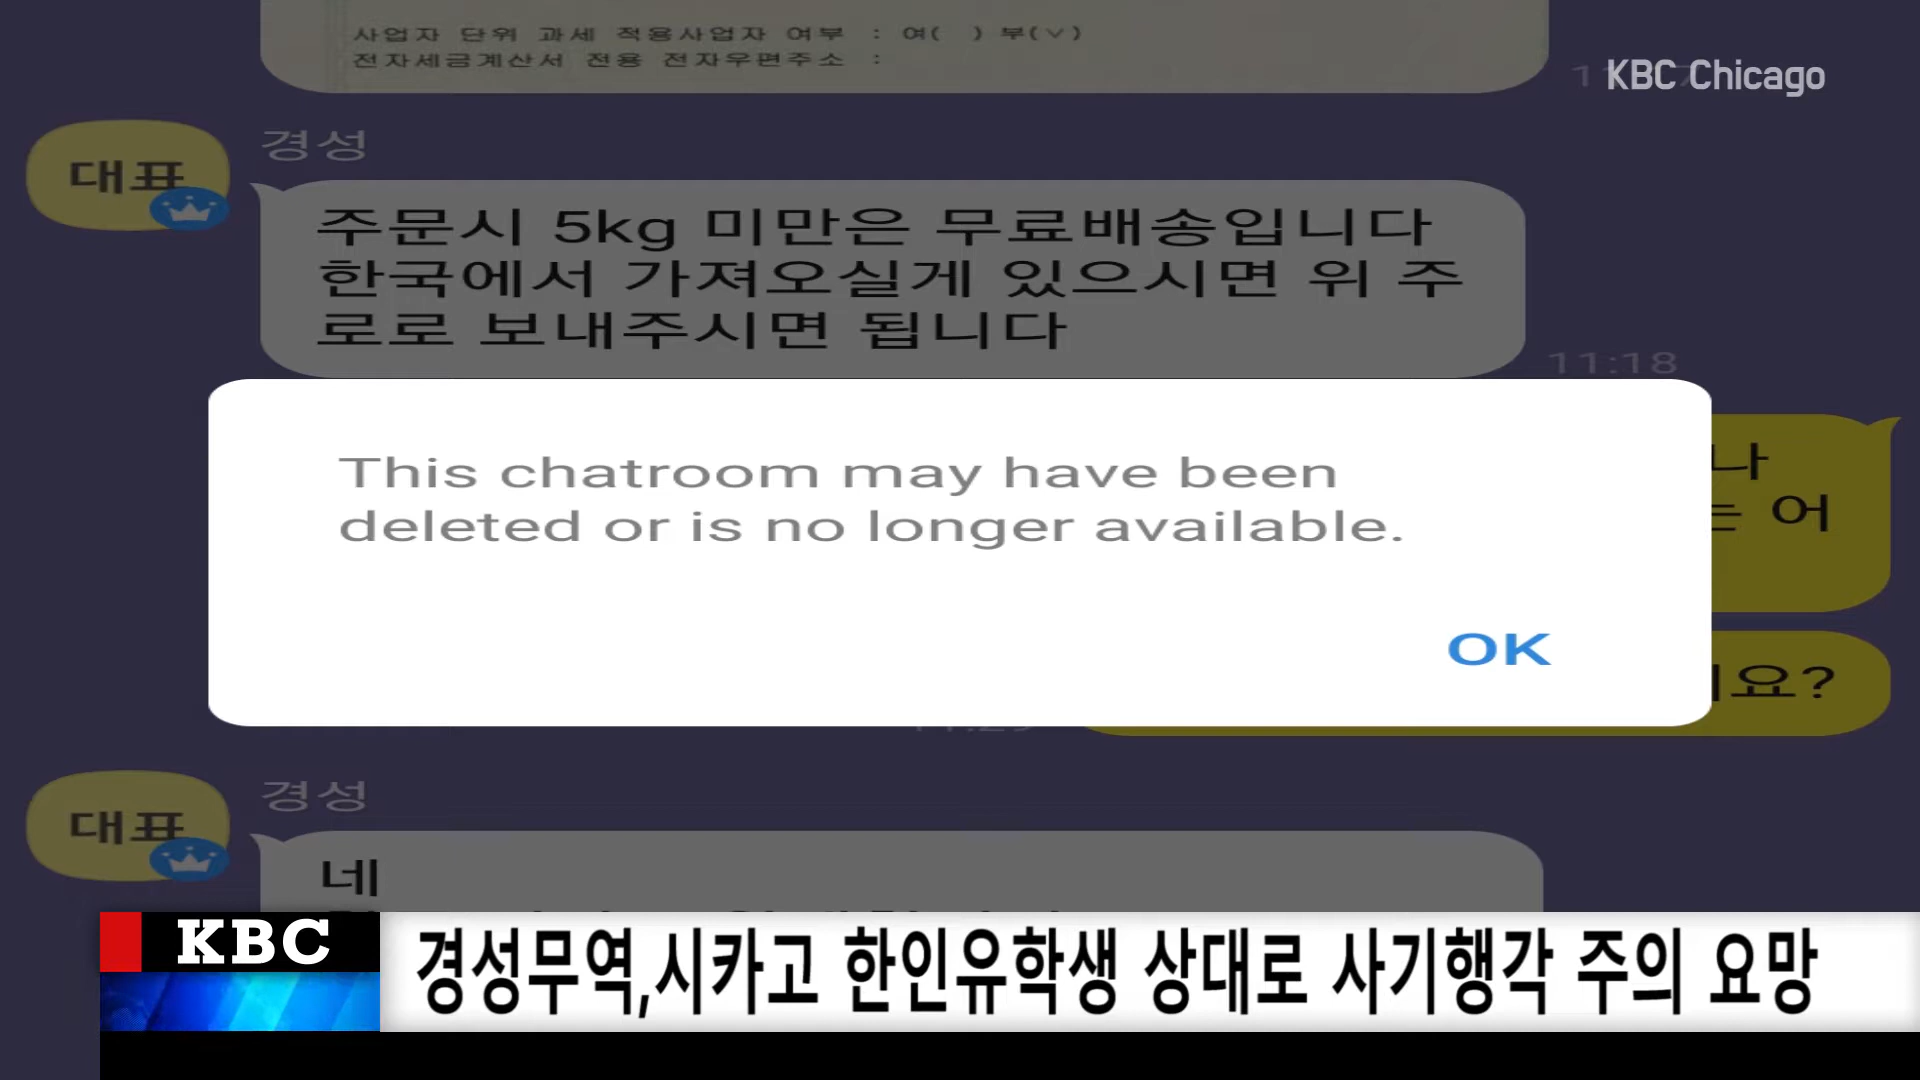 사업자 단위 과세 적용사업자 여부 : 여( ) 부(∨)
전자세금계산서 전용 전자우편주소 :
KBC Chicago
대표
경성
주문시 5kg 미만은 무료배송입니다
한국에서 가져오실게 있으시면 위 주
로로 보내주시면 됩니다
11:18
나
는 어
This chatroom may have been
deleted or is no longer available.
OK
요?
대표
경성
네
KBC
경성무역,시카고 한인유학생 상대로 사기행각 주의 요망